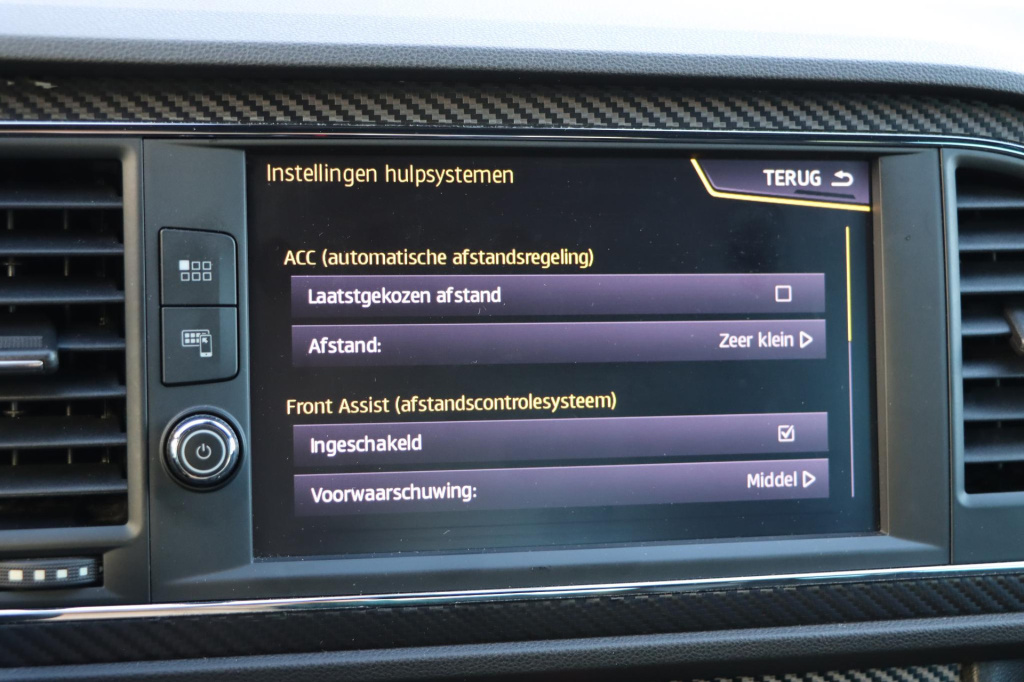 Instellingen hulpsystemen
TERUG
ACC (automatische afstandsregeling)
Laatstgekozen afstand
Afstand: Zeer klein
Front Assist (afstandscontrolesysteem)
Ingeschakeld
Voorwaarschuwing: Middel